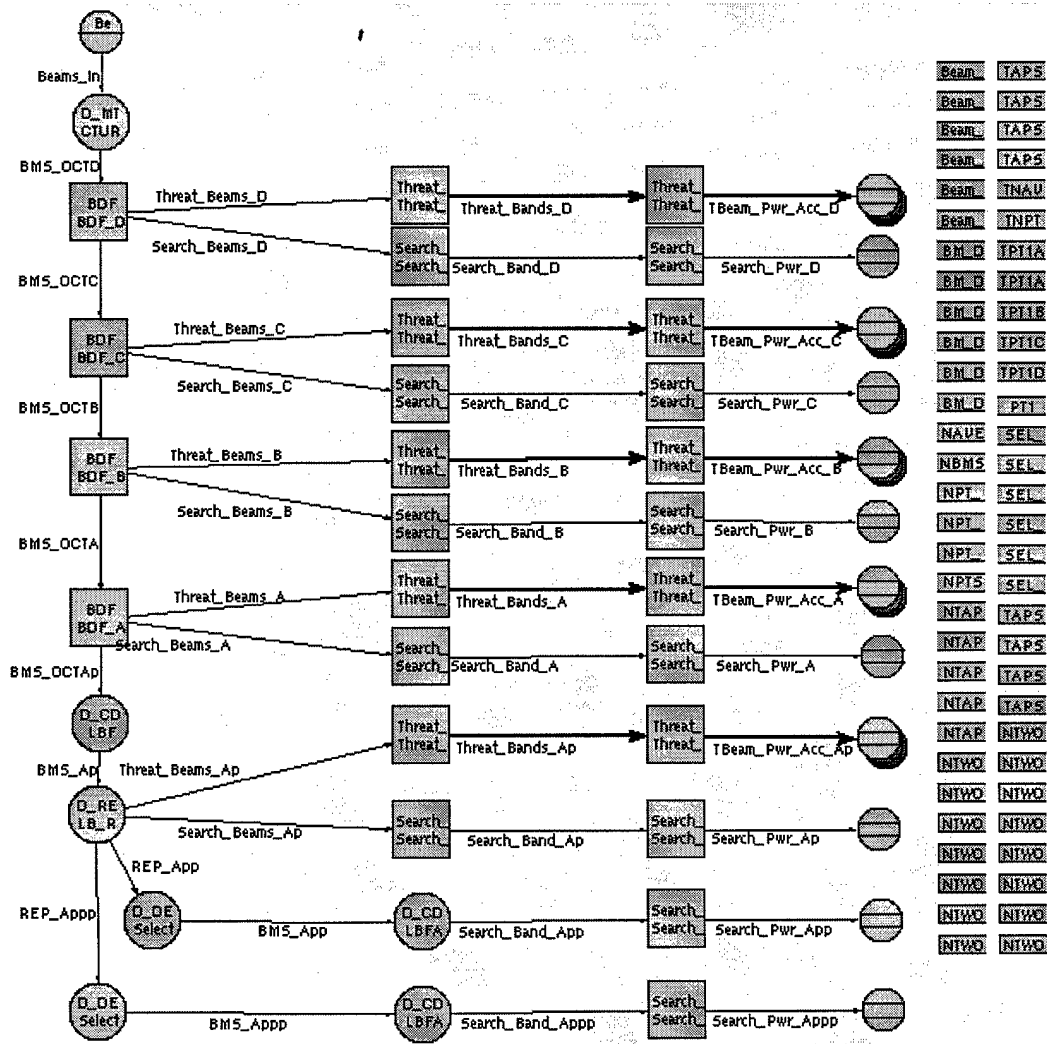 Be
Beams_In
D_MT
CTUR
BMS_OCTD
BDF
BDF_D
Threat_Beams_D
Search_Beams_D
Threat_
Threat_
Threat_Bands_D
Threat_
Threat_
TBeam_Pwr_Acc_D
Search_
Search_
Search_Band_D
Search_
Search_
Search_Pwr_D
BMS_OCTC
BDF
BDF_C
Threat_Beams_C
Search_Beams_C
Threat_
Threat_
Threat_Bands_C
Threat_
Threat_
TBeam_Pwr_Acc_C
Search_
Search_
Search_Band_C
Search_
Search_
Search_Pwr_C
BMS_OCTB
BDF
BDF_B
Threat_Beams_B
Search_Beams_B
Threat_
Threat_
Threat_Bands_B
Threat_
Threat_
TBeam_Pwr_Acc_B
Search_
Search_
Search_Band_B
Search_
Search_
Search_Pwr_B
BMS_OCTA
BDF
BDF_A
Threat_Beams_A
Search_Beams_A
Threat_
Threat_
Threat_Bands_A
Threat_
Threat_
TBeam_Pwr_Acc_A
Search_
Search_
Search_Band_A
Search_
Search_
Search_Pwr_A
BMS_OCTAp
D_CD
LBF
BMS_Ap
D_RE
LB_R
Threat_Beams_Ap
Search_Beams_Ap
Threat_
Threat_
Threat_Bands_Ap
Threat_
Threat_
TBeam_Pwr_Acc_Ap
Search_
Search_
Search_Band_Ap
Search_
Search_
Search_Pwr_Ap
REP_App
D_DE
Select
BMS_App
D_CD
LBFA
Search_Band_App
Search_
Search_
Search_Pwr_App
REP_Appp
D_DE
Select
BMS_Appp
D_CD
LBFA
Search_Band_Appp
Search_
Search_
Search_Pwr_Appp
Beam_ TAPS
Beam_ TAPS
Beam_ TAPS
Beam_ TAPS
Beam_ TNAV
Beam_ TNPT
BM_D TPT1A
BM_D TPT1A
BM_D TPT1B
BM_D TPT1C
BM_D TPT1D
BM_D PT1
NAVE SEL_
NBMS SEL_
NPT_ SEL_
NPT_ SEL_
NPT_ SEL_
NPTS SEL_
NTAP TAPS
NTAP TAPS
NTAP TAPS
NTAP TAPS
NTAP NTWO
NTWO NTWO
NTWO NTWO
NTWO NTWO
NTWO NTWO
NTWO NTWO
NTWO NTWO
NTWO NTWO